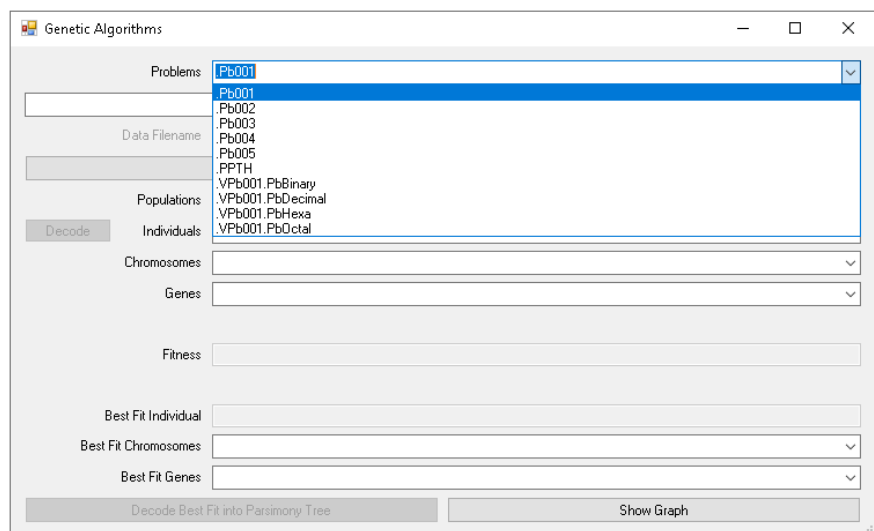 Genetic Algorithms
Problems .Pb001
.Pb001
.Pb002
Data Filename .Pb003
.Pb004
.Pb005
.PPTH
.VPb001.PbBinary
Populations .VPb001.PbDecimal
.VPb001.PbHexa
Decode Individuals .VPb001.PbOctal
Chromosomes
Genes
Fitness
Best Fit Individual
Best Fit Chromosomes
Best Fit Genes
Decode Best Fit into Parsimony Tree Show Graph